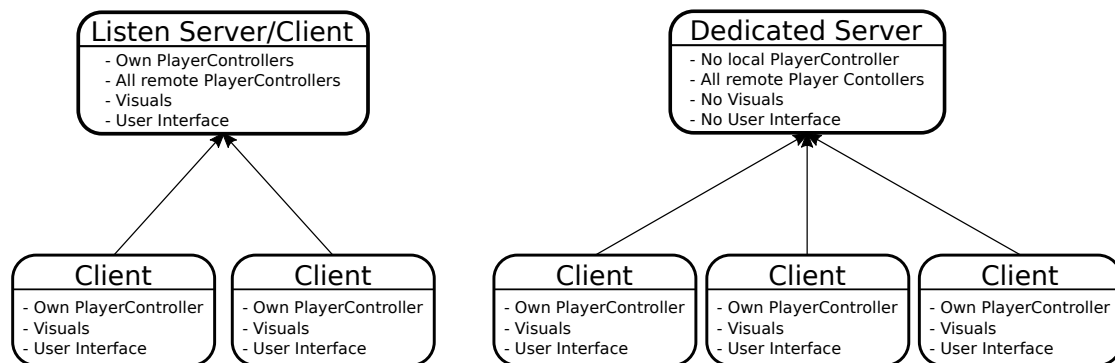 Listen Server/Client
- Own PlayerControllers
- All remote PlayerControllers
- Visuals
- User Interface
Dedicated Server
- No local PlayerController
- All remote Player Contollers
- No Visuals
- No User Interface
Client
- Own PlayerController
- Visuals
- User Interface
Client
- Own PlayerController
- Visuals
- User Interface
Client
- Own PlayerController
- Visuals
- User Interface
Client
- Own PlayerController
- Visuals
- User Interface
Client
- Own PlayerController
- Visuals
- User Interface